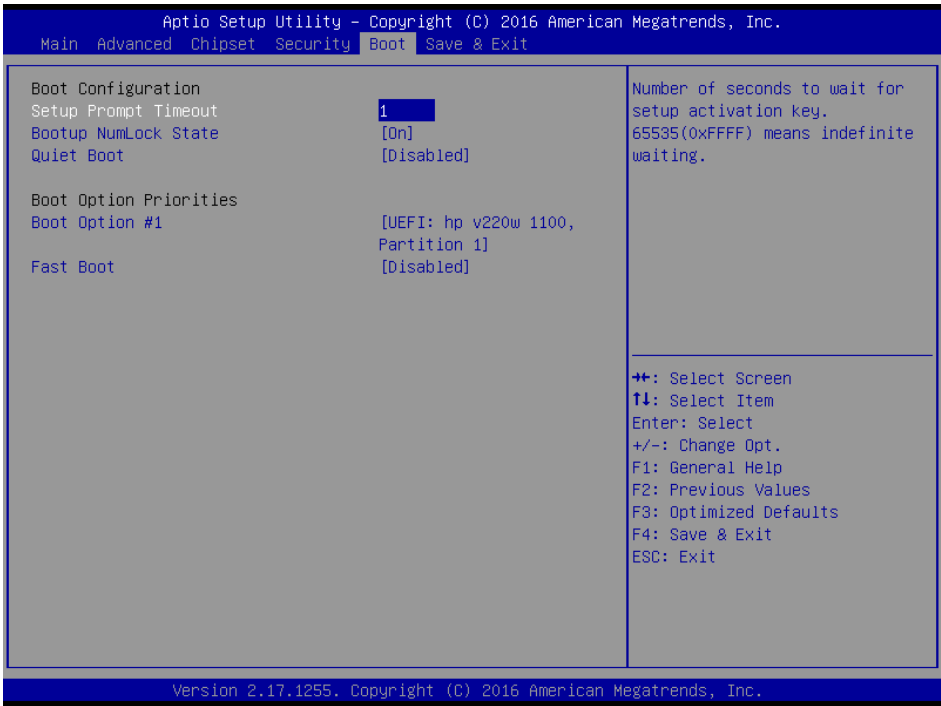 Aptio Setup Utility – Copyright (C) 2016 American Megatrends, Inc.
Main Advanced Chipset Security Boot Save & Exit
Boot Configuration
Setup Prompt Timeout 1
Bootup NumLock State [On]
Quiet Boot [Disabled]
Boot Option Priorities
Boot Option #1 [UEFI: hp v220w 1100,
Partition 1]
Fast Boot [Disabled]
Number of seconds to wait for
setup activation key.
65535(0xFFFF) means indefinite
waiting.
→←: Select Screen
↑↓: Select Item
Enter: Select
+/-: Change Opt.
F1: General Help
F2: Previous Values
F3: Optimized Defaults
F4: Save & Exit
ESC: Exit
Version 2.17.1255. Copyright (C) 2016 American Megatrends, Inc.